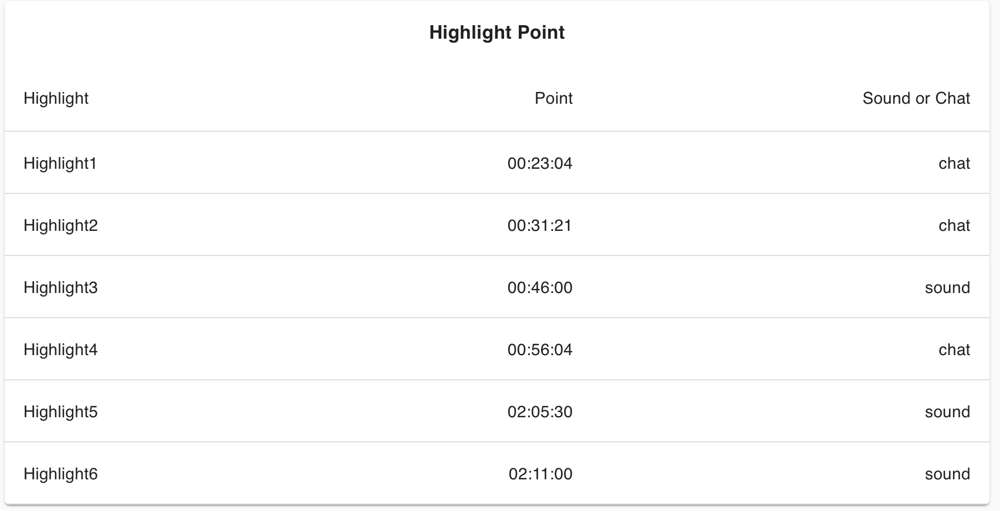 Highlight Point
Highlight Point Sound or Chat
Highlight1 00:23:04 chat
Highlight2 00:31:21 chat
Highlight3 00:46:00 sound
Highlight4 00:56:04 chat
Highlight5 02:05:30 sound
Highlight6 02:11:00 sound